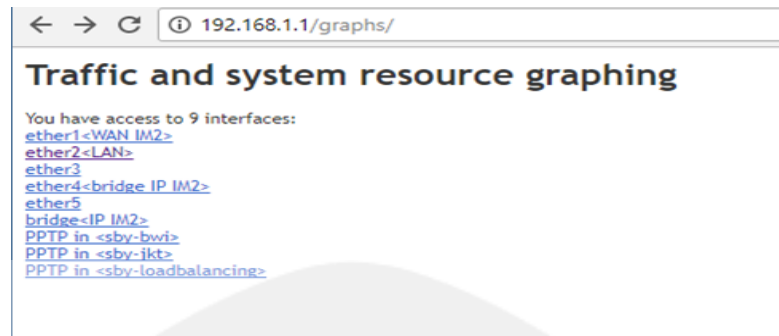 192.168.1.1/graphs/
Traffic and system resource graphing
You have access to 9 interfaces:
ether1<WAN IM2>
ether2<LAN>
ether3
ether4<bridge IP IM2>
ether5
bridge<IP IM2>
PPTP in <sby-bwi>
PPTP in <sby-jkt>
PPTP in <sby-loadbalancing>